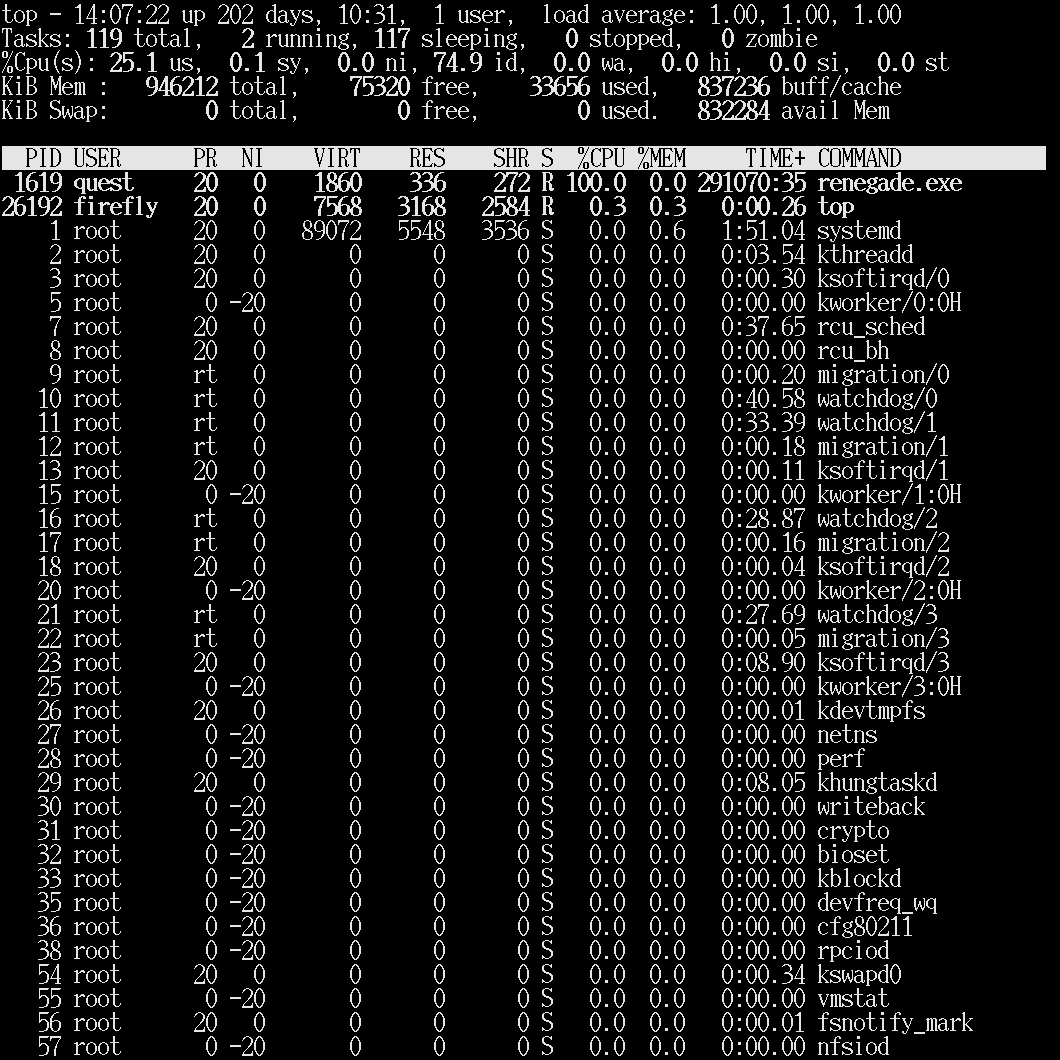 top - 14:07:22 up 202 days, 10:31,  1 user,  load average: 1.00, 1.00, 1.00
Tasks: 119 total,   2 running, 117 sleeping,   0 stopped,   0 zombie
%Cpu(s): 25.1 us,  0.1 sy,  0.0 ni, 74.9 id,  0.0 wa,  0.0 hi,  0.0 si,  0.0 st
KiB Mem :   946212 total,    75320 free,    33656 used,   837236 buff/cache
KiB Swap:        0 total,        0 free,        0 used.   832284 avail Mem
  PID USER      PR  NI    VIRT    RES    SHR S  %CPU %MEM     TIME+ COMMAND
 1619 quest     20   0    1860    336    272 R 100.0  0.0 291070:35 renegade.exe
26192 firefly   20   0    7568   3168   2584 R   0.3  0.3   0:00.26 top
    1 root      20   0   89072   5548   3536 S   0.0  0.6   1:51.04 systemd
    2 root      20   0       0      0      0 S   0.0  0.0   0:03.54 kthreadd
    3 root      20   0       0      0      0 S   0.0  0.0   0:00.30 ksoftirqd/0
    5 root       0 -20       0      0      0 S   0.0  0.0   0:00.00 kworker/0:0H
    7 root      20   0       0      0      0 S   0.0  0.0   0:37.65 rcu_sched
    8 root      20   0       0      0      0 S   0.0  0.0   0:00.00 rcu_bh
    9 root      rt   0       0      0      0 S   0.0  0.0   0:00.20 migration/0
   10 root      rt   0       0      0      0 S   0.0  0.0   0:40.58 watchdog/0
   11 root      rt   0       0      0      0 S   0.0  0.0   0:33.39 watchdog/1
   12 root      rt   0       0      0      0 S   0.0  0.0   0:00.18 migration/1
   13 root      20   0       0      0      0 S   0.0  0.0   0:00.11 ksoftirqd/1
   15 root       0 -20       0      0      0 S   0.0  0.0   0:00.00 kworker/1:0H
   16 root      rt   0       0      0      0 S   0.0  0.0   0:28.87 watchdog/2
   17 root      rt   0       0      0      0 S   0.0  0.0   0:00.16 migration/2
   18 root      20   0       0      0      0 S   0.0  0.0   0:00.04 ksoftirqd/2
   20 root       0 -20       0      0      0 S   0.0  0.0   0:00.00 kworker/2:0H
   21 root      rt   0       0      0      0 S   0.0  0.0   0:27.69 watchdog/3
   22 root      rt   0       0      0      0 S   0.0  0.0   0:00.05 migration/3
   23 root      20   0       0      0      0 S   0.0  0.0   0:08.90 ksoftirqd/3
   25 root       0 -20       0      0      0 S   0.0  0.0   0:00.00 kworker/3:0H
   26 root      20   0       0      0      0 S   0.0  0.0   0:00.01 kdevtmpfs
   27 root       0 -20       0      0      0 S   0.0  0.0   0:00.00 netns
   28 root       0 -20       0      0      0 S   0.0  0.0   0:00.00 perf
   29 root      20   0       0      0      0 S   0.0  0.0   0:08.05 khungtaskd
   30 root       0 -20       0      0      0 S   0.0  0.0   0:00.00 writeback
   31 root       0 -20       0      0      0 S   0.0  0.0   0:00.00 crypto
   32 root       0 -20       0      0      0 S   0.0  0.0   0:00.00 bioset
   33 root       0 -20       0      0      0 S   0.0  0.0   0:00.00 kblockd
   35 root       0 -20       0      0      0 S   0.0  0.0   0:00.00 devfreq_wq
   36 root       0 -20       0      0      0 S   0.0  0.0   0:00.00 cfg80211
   38 root       0 -20       0      0      0 S   0.0  0.0   0:00.00 rpciod
   54 root      20   0       0      0      0 S   0.0  0.0   0:00.34 kswapd0
   55 root       0 -20       0      0      0 S   0.0  0.0   0:00.00 vmstat
   56 root      20   0       0      0      0 S   0.0  0.0   0:00.01 fsnotify_mark
   57 root       0 -20       0      0      0 S   0.0  0.0   0:00.00 nfsiod